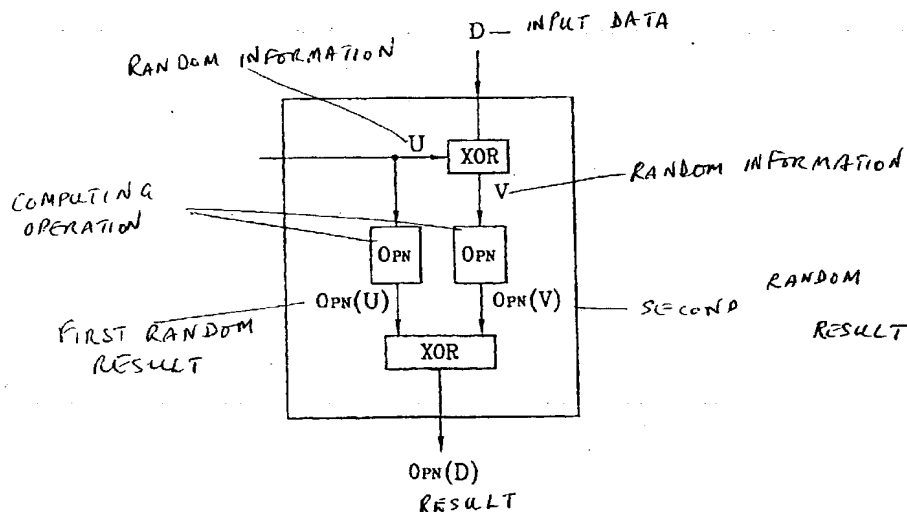 D — INPUT DATA
RANDOM INFORMATION
U
XOR
V
RANDOM INFORMATION
COMPUTING
OPERATION
OPN
OPN
OPN(U)
OPN(V)
FIRST RANDOM
RESULT
SECOND RANDOM
RESULT
XOR
OPN(D)
RESULT